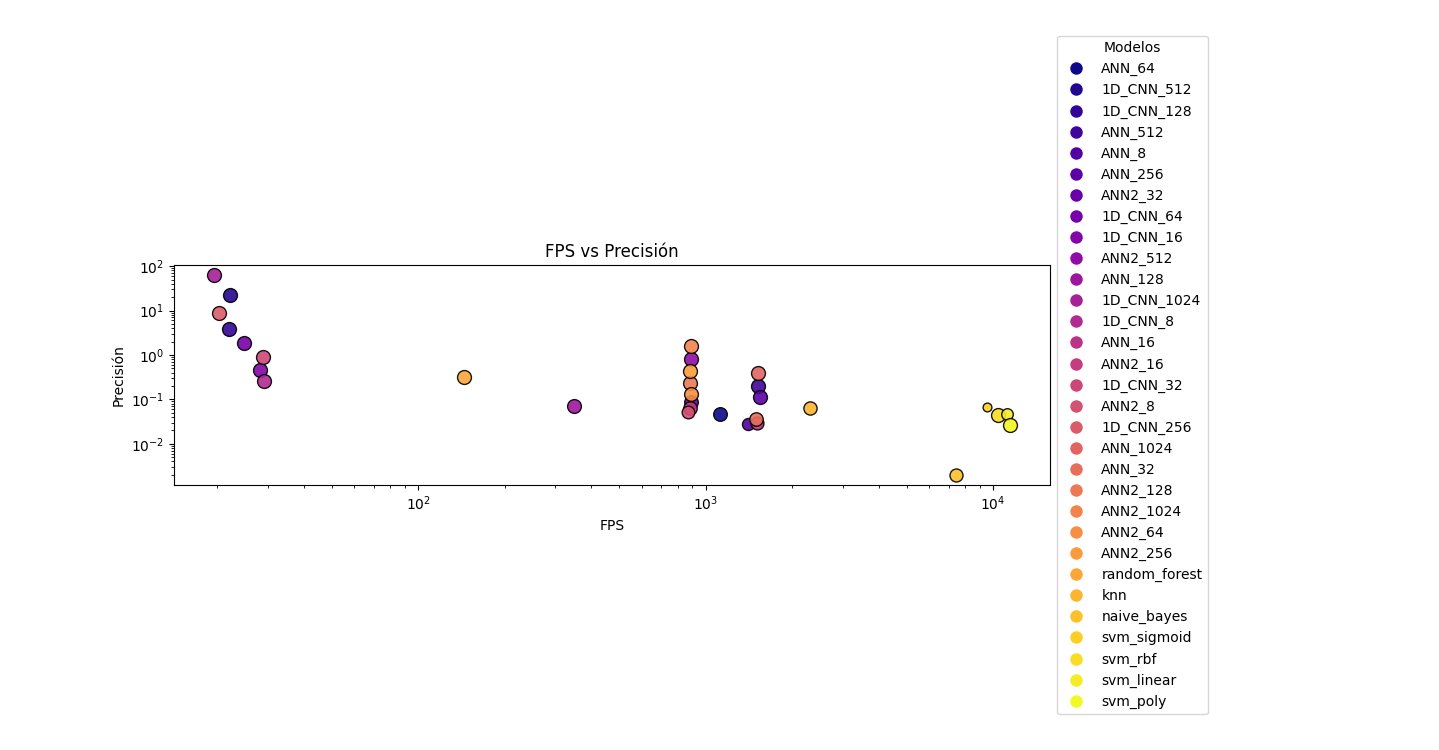 FPS vs Precisión
Precisión
10²
10¹
10⁰
10⁻¹
10⁻²
10²
10³
10⁴
FPS
Modelos
ANN_64
1D_CNN_512
1D_CNN_128
ANN_512
ANN_8
ANN_256
ANN2_32
1D_CNN_64
1D_CNN_16
ANN2_512
ANN_128
1D_CNN_1024
1D_CNN_8
ANN_16
ANN2_16
1D_CNN_32
ANN2_8
1D_CNN_256
ANN_1024
ANN_32
ANN2_128
ANN2_1024
ANN2_64
ANN2_256
random_forest
knn
naive_bayes
svm_sigmoid
svm_rbf
svm_linear
svm_poly